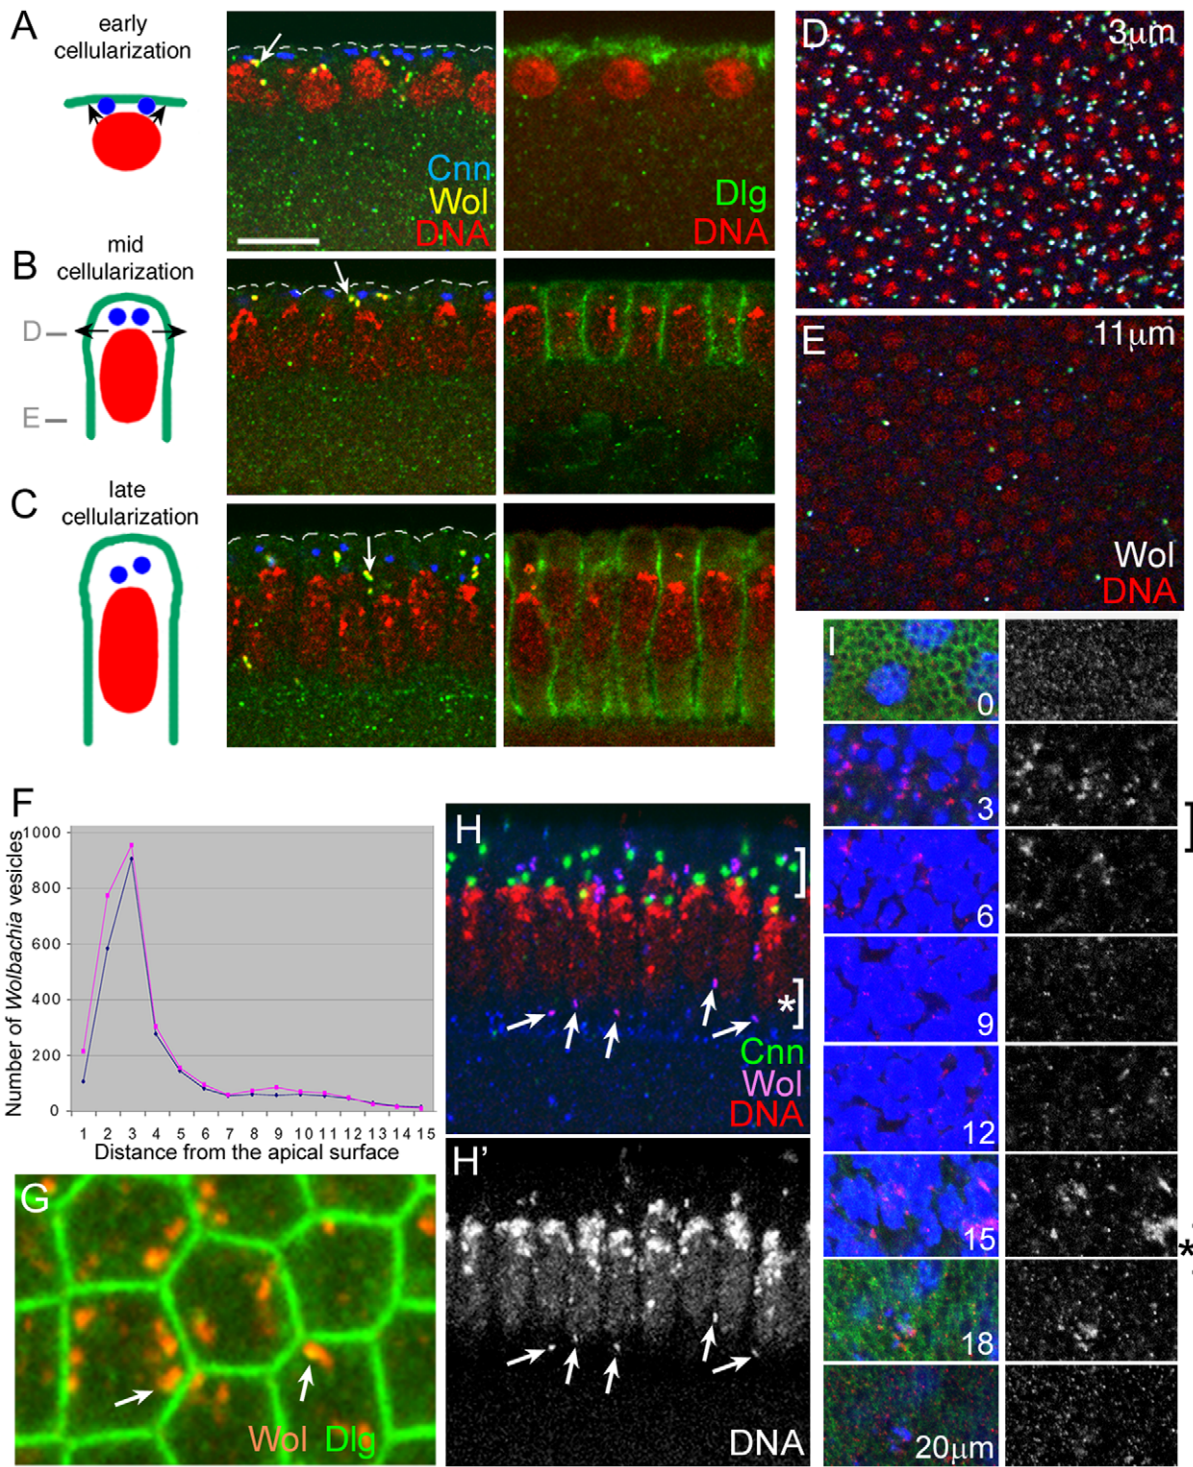 A
early
cellularization
Cnn
Wol
DNA
Dlg
DNA
D
3μm
B
mid
cellularization
D
E
E
11μm
Wol
DNA
C
late
cellularization
F
Number of Wolbachia vesicles
1000
800
600
400
200
0
1 2 3 4 5 6 7 8 9 10 11 12 13 14 15
Distance from the apical surface
G
Wol Dlg
H
*
Cnn
Wol
DNA
H'
DNA
I
0
3
6
9
12
15
*
18
20μm